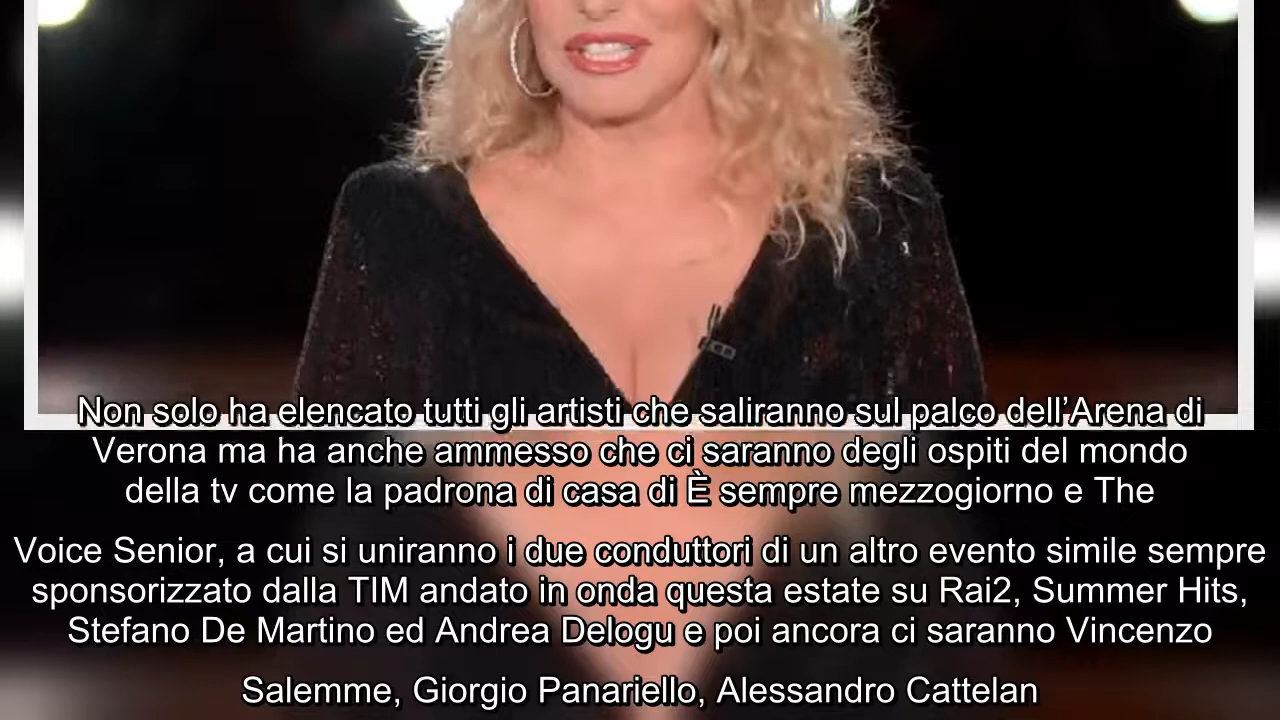 Non solo ha elencato tutti gli artisti che saliranno sul palco dell’Arena di
Verona ma ha anche ammesso che ci saranno degli ospiti del mondo
della tv come la padrona di casa di È sempre mezzogiorno e The
Voice Senior, a cui si uniranno i due conduttori di un altro evento simile sempre
sponsorizzato dalla TIM andato in onda questa estate su Rai2, Summer Hits,
Stefano De Martino ed Andrea Delogu e poi ancora ci saranno Vincenzo
Salemme, Giorgio Panariello, Alessandro Cattelan